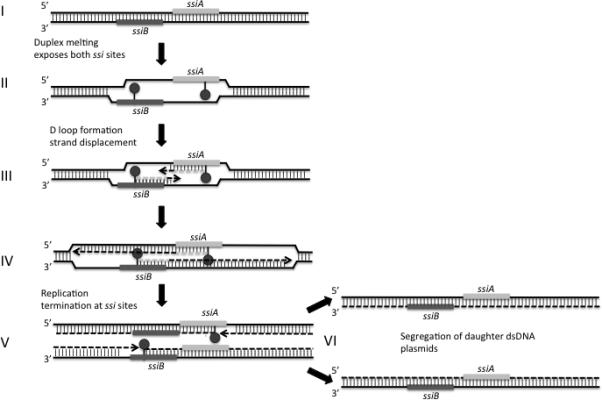 I
5′
ssiA
3′
ssiB
Duplex melting
exposes both ssi sites
II
5′
ssiA
3′
ssiB
D loop formation
strand displacement
III
5′
ssiA
3′
ssiB
IV
5′
ssiA
3′
ssiB
Replication
termination at ssi sites
V
5′
ssiA
3′
ssiB
VI
5′
ssiA
3′
ssiB
Segregation of daughter dsDNA
plasmids
5′
ssiA
3′
ssiB